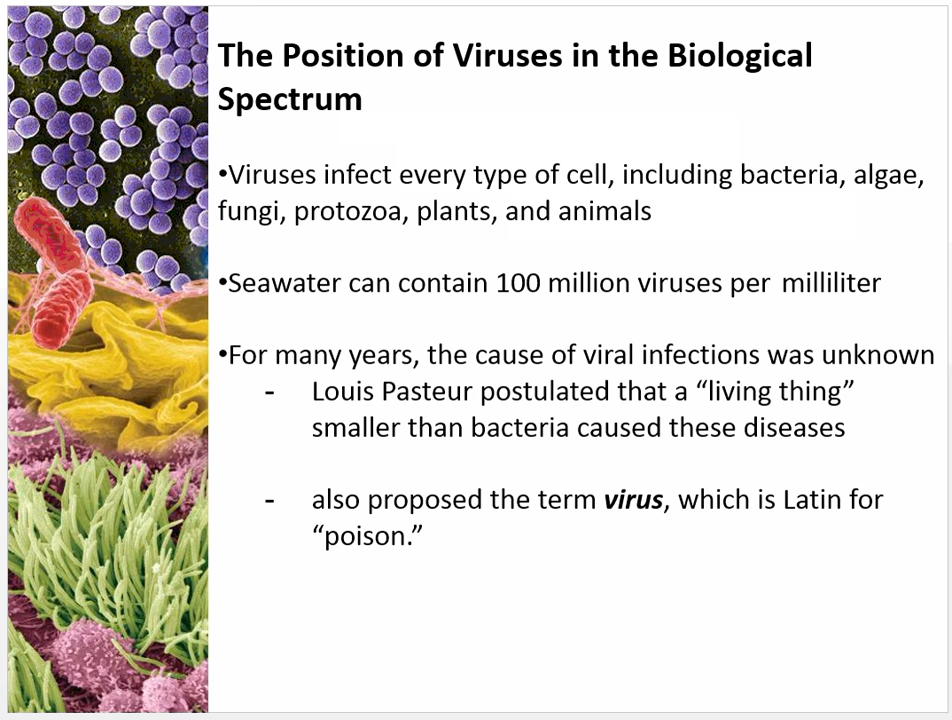 The Position of Viruses in the Biological
Spectrum
•Viruses infect every type of cell, including bacteria, algae,
fungi, protozoa, plants, and animals
•Seawater can contain 100 million viruses per milliliter
•For many years, the cause of viral infections was unknown
- Louis Pasteur postulated that a “living thing”
smaller than bacteria caused these diseases
- also proposed the term virus, which is Latin for
“poison.”